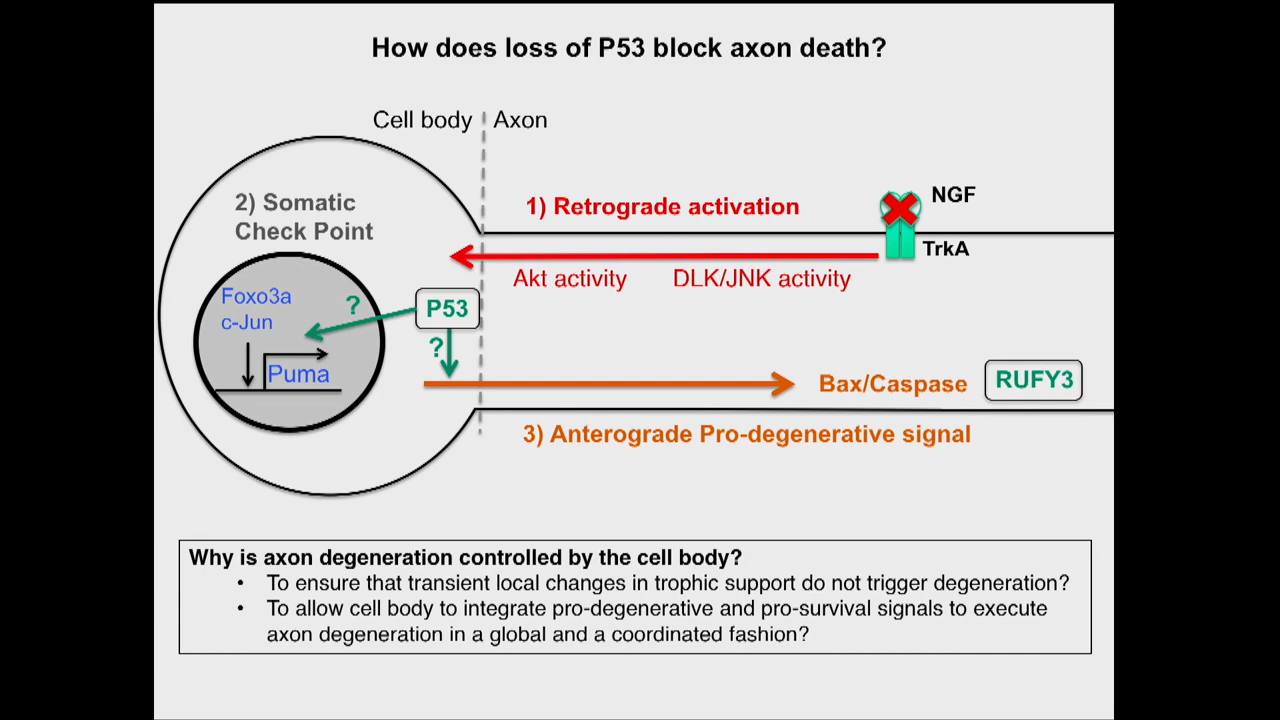 How does loss of P53 block axon death?
Cell body
Axon
2) Somatic
Check Point
1) Retrograde activation
NGF
TrkA
Akt activity
DLK/JNK activity
Foxo3a
c-Jun
?
P53
?
Puma
Bax/Caspase
RUFY3
3) Anterograde Pro-degenerative signal
Why is axon degeneration controlled by the cell body?
• To ensure that transient local changes in trophic support do not trigger degeneration?
• To allow cell body to integrate pro-degenerative and pro-survival signals to execute
axon degeneration in a global and a coordinated fashion?